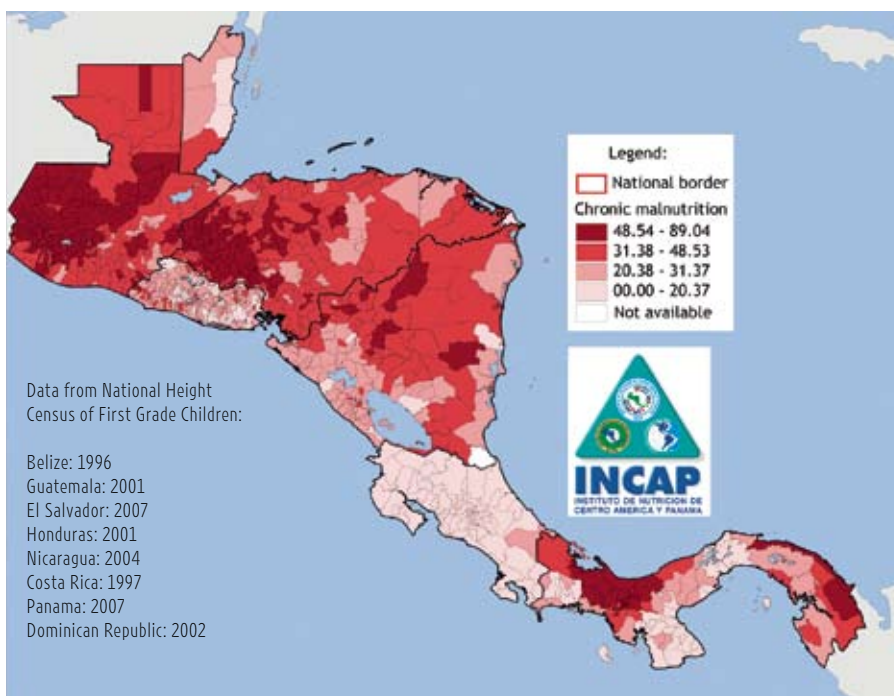 Legend:
National border
Chronic malnutrition
48.54 - 89.04
31.38 - 48.53
20.38 - 31.37
00.00 - 20.37
Not available
Data from National Height
Census of First Grade Children:
Belize: 1996
Guatemala: 2001
El Salvador: 2007
Honduras: 2001
Nicaragua: 2004
Costa Rica: 1997
Panama: 2007
Dominican Republic: 2002
INCAP
INSTITUTO DE NUTRICION DE
CENTRO AMERICA Y PANAMA